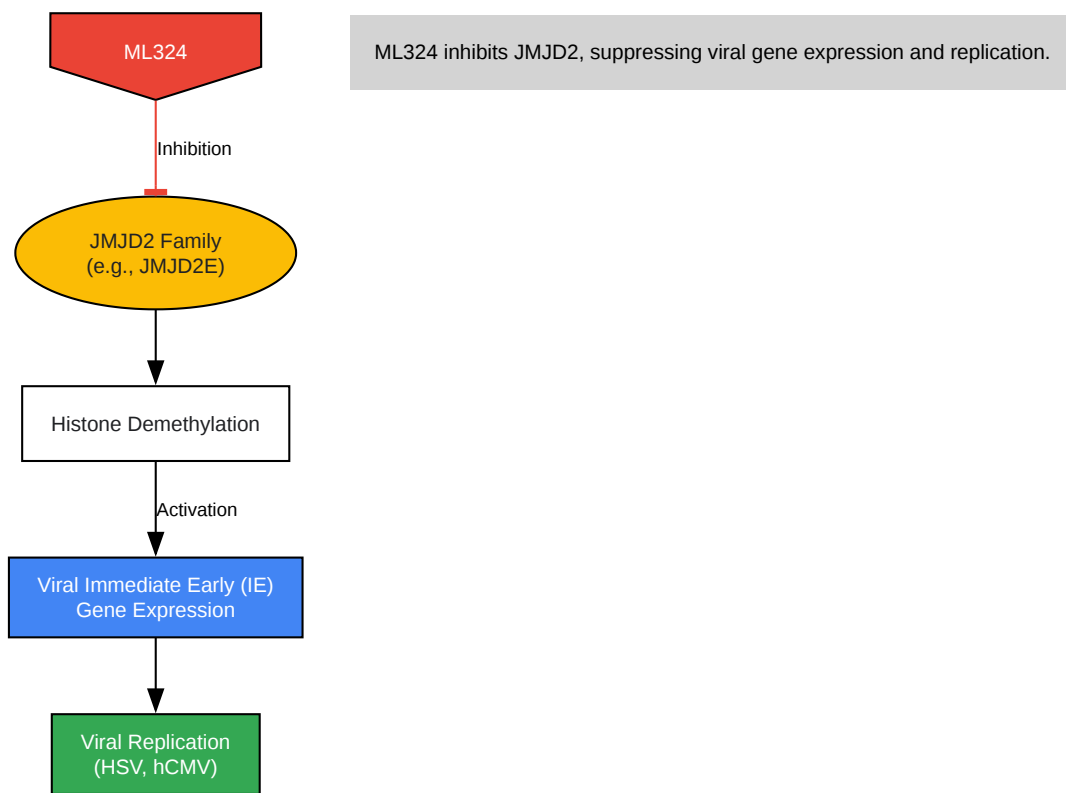 ML324
ML324 inhibits JMJD2, suppressing viral gene expression and replication.
Inhibition
JMJD2 Family
(e.g., JMJD2E)
Histone Demethylation
Activation
Viral Immediate Early (IE)
Gene Expression
Viral Replication
(HSV, hCMV)